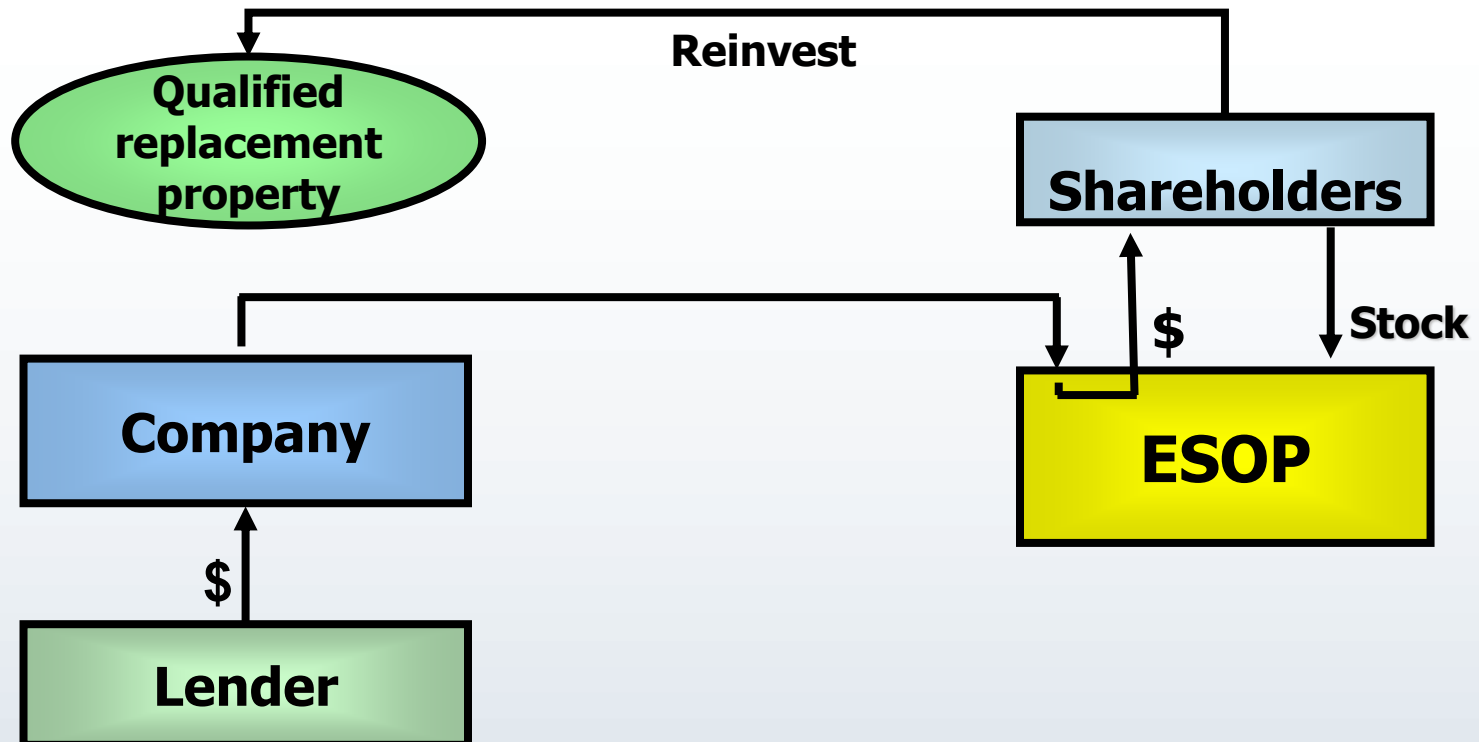 Reinvest
Qualified
replacement
property
Shareholders
$
Stock
Company
ESOP
$
Lender